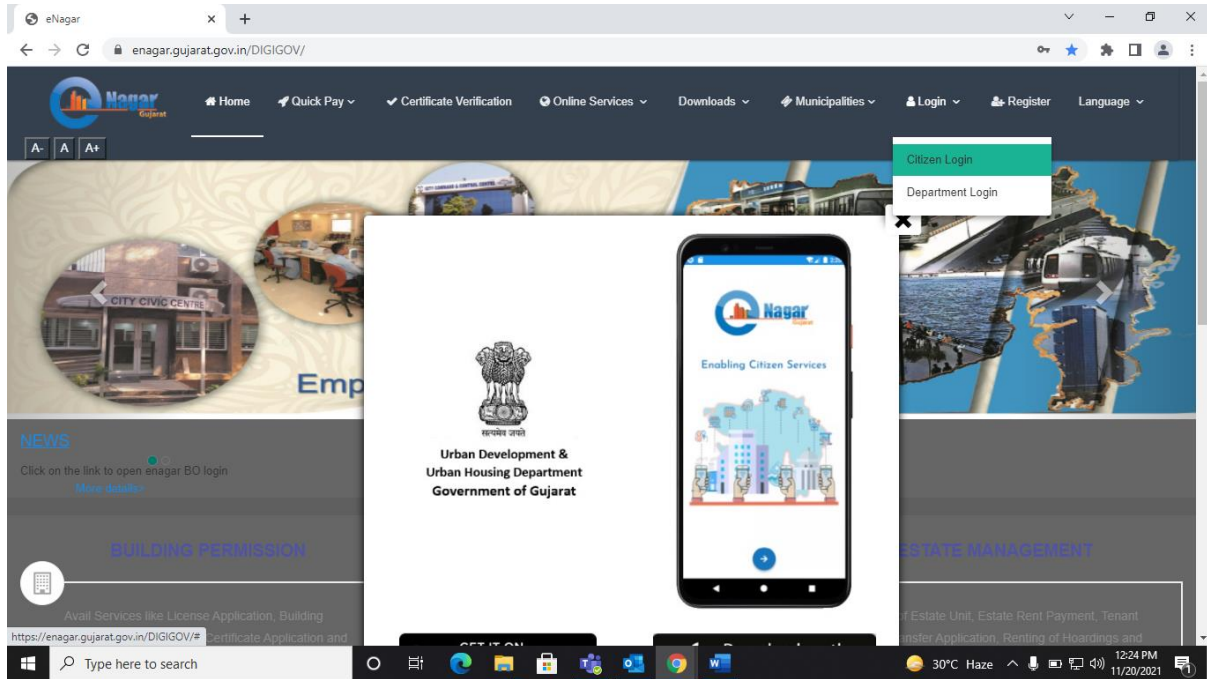 eNagar
enagar.gujarat.gov.in/DIGIGOV/
Nagar
Gujarat
Home Quick Pay Certificate Verification Online Services Downloads Municipalities Login Register Language
A- A A+
Citizen Login
Department Login
CITY CIVIC CENTRE
Emp
Nagar
Gujarat
Enabling Citizen Services
सत्यमेव जयते
Urban Development &
Urban Housing Department
Government of Gujarat
NEWS
Click on the link to open enagar BO login
More details
BUILDING PERMISSION
ESTATE MANAGEMENT
Avail Services like License Application, Building
Certificate Application and
of Estate Unit, Estate Rent Payment, Tenant
Transfer Application, Renting of Hoardings and
GET IT ON
https://enagar.gujarat.gov.in/DIGIGOV/#
Type here to search
30°C Haze
12:24 PM
11/20/2021